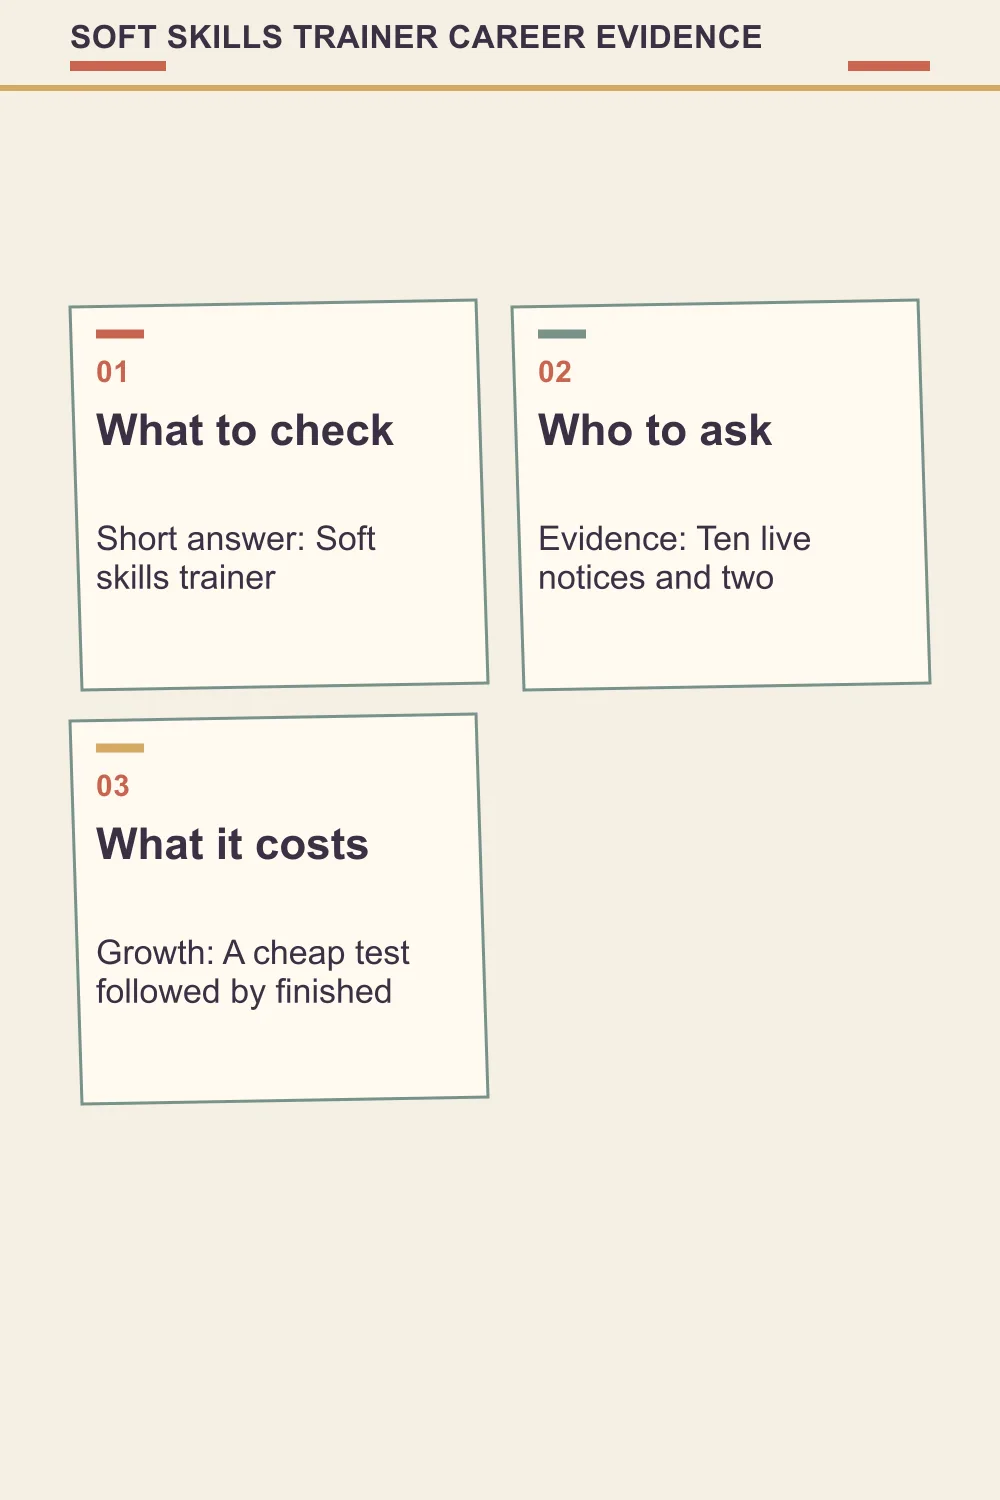 SOFT SKILLS TRAINER CAREER EVIDENCE
01
What to check
Short answer: Soft
skills trainer
02
Who to ask
Evidence: Ten live
notices and two
03
What it costs
Growth: A cheap test
followed by finished